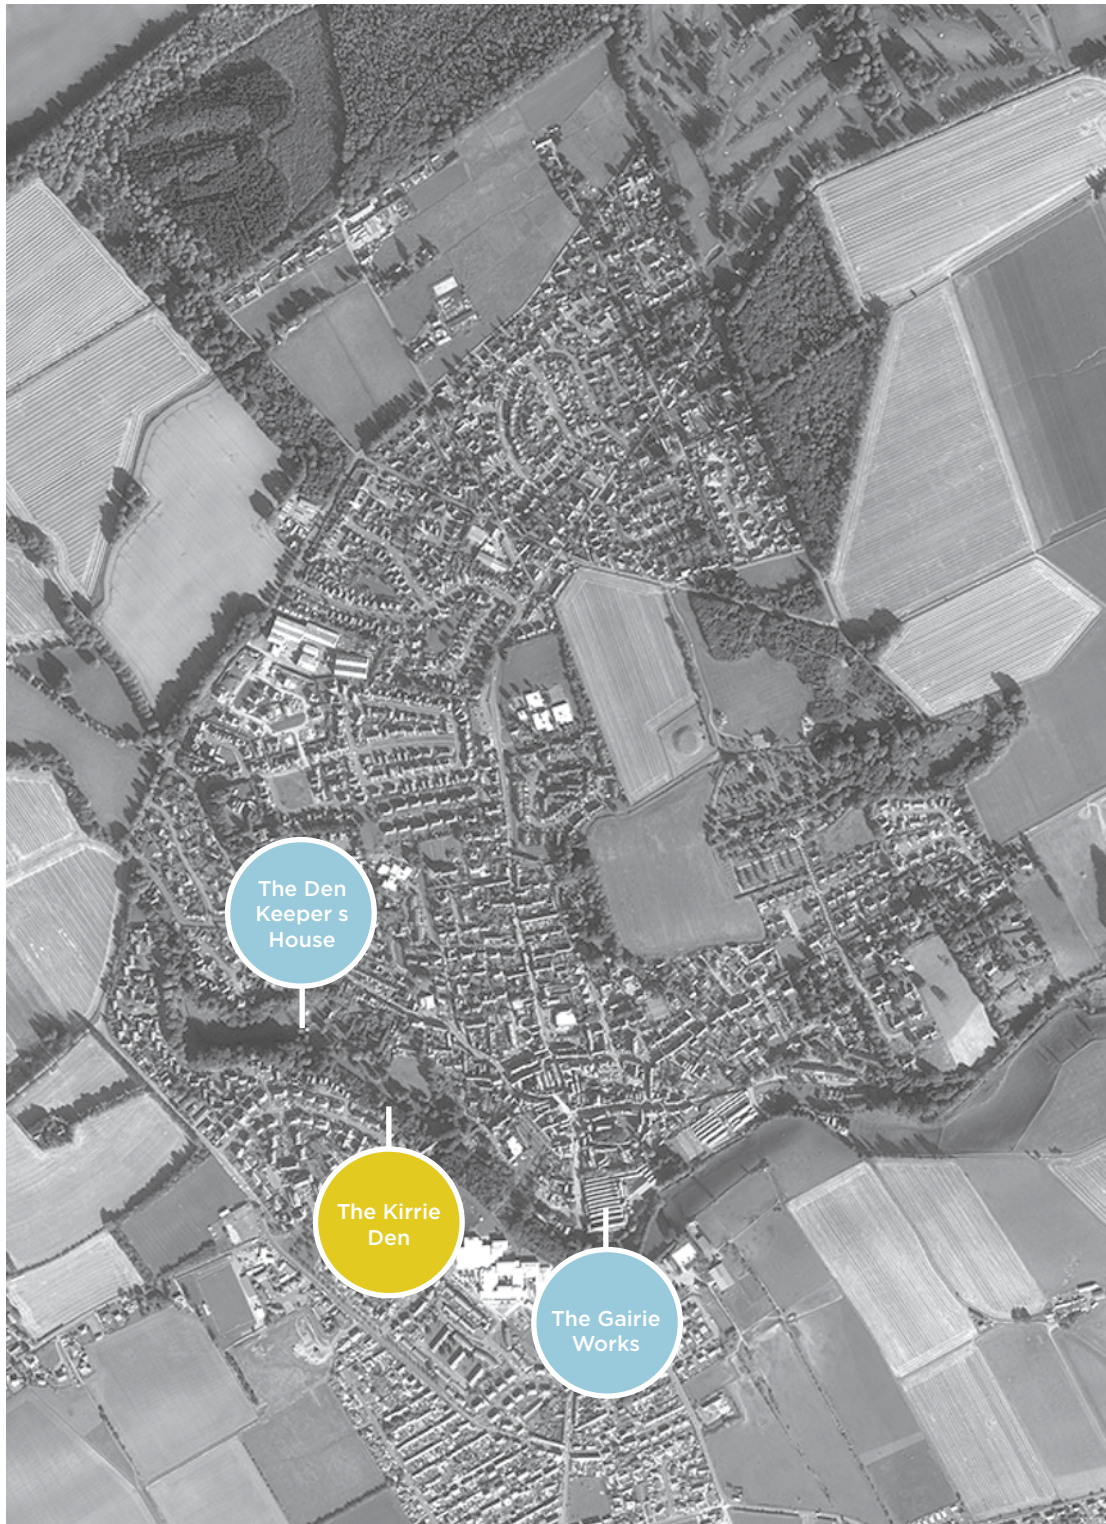 The Den
Keeper s
House
The Kirrie
Den
The Gairie
Works